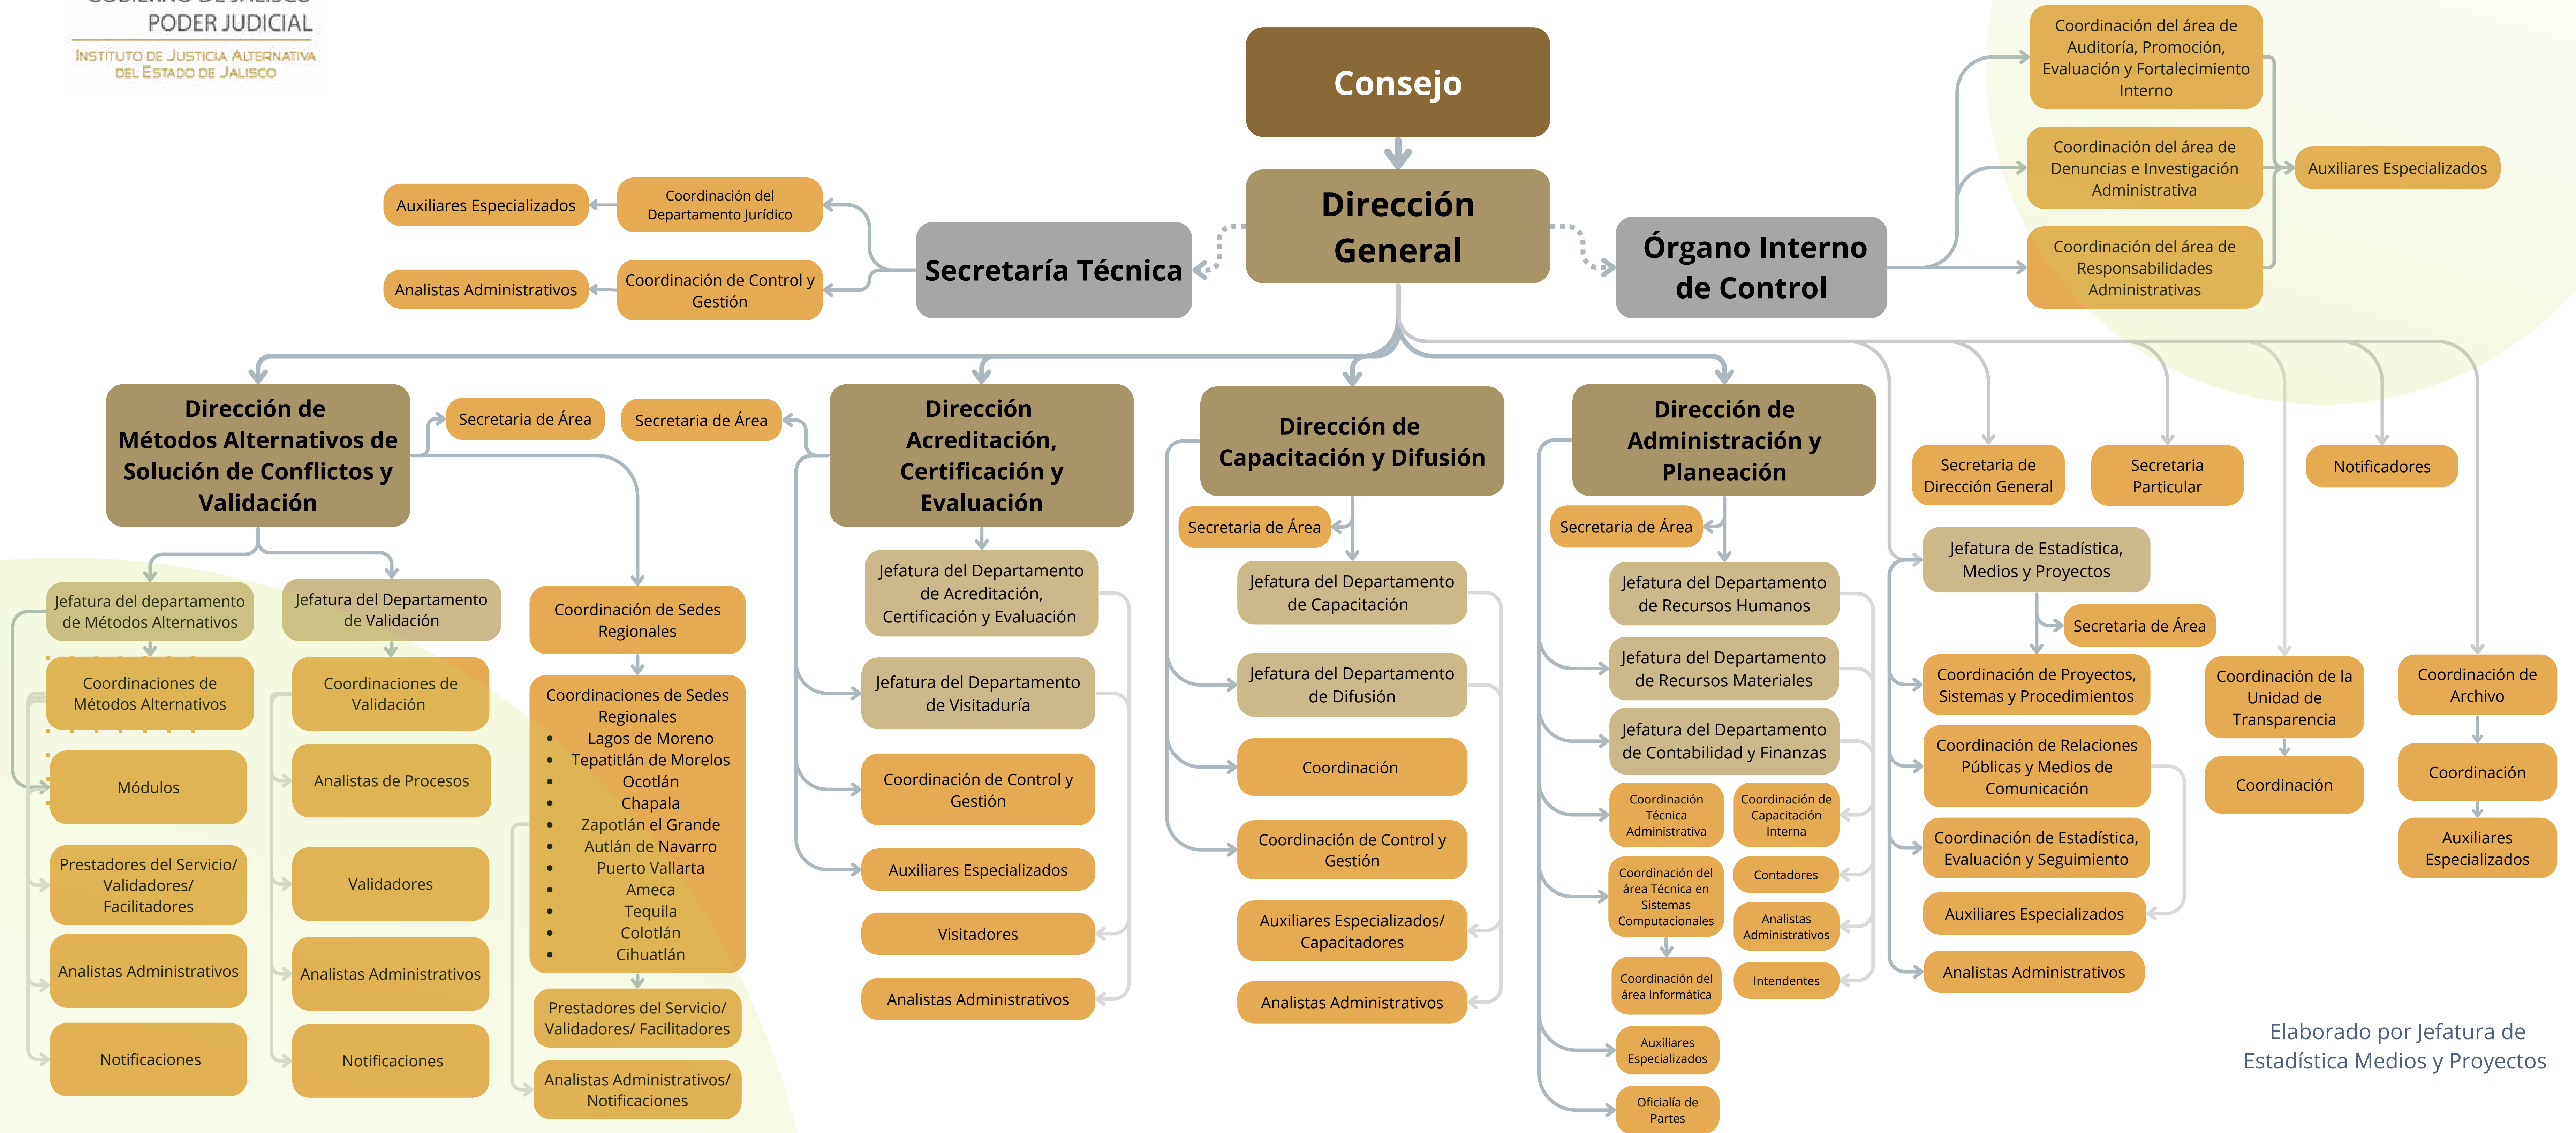 GOBIERNO DE JALISCO
PODER JUDICIAL
INSTITUTO DE JUSTICIA ALTERNATIVA
DEL ESTADO DE JALISCO
Consejo
Dirección
General
Secretaría Técnica
Órgano Interno
de Control
Coordinación del
Departamento Jurídico
Auxiliares Especializados
Coordinación de Control y
Gestión
Analistas Administrativos
Coordinación del área de
Auditoría, Promoción,
Evaluación y Fortalecimiento
Interno
Coordinación del área de
Denuncias e Investigación
Administrativa
Coordinación del área de
Responsabilidades
Administrativas
Auxiliares Especializados
Dirección de
Métodos Alternativos de
Solución de Conflictos y
Validación
Secretaria de Área
Jefatura del departamento
de Métodos Alternativos
Coordinaciones de
Métodos Alternativos
Módulos
Prestadores del Servicio/
Validadores/
Facilitadores
Analistas Administrativos
Notificaciones
Jefatura del Departamento
de Validación
Coordinaciones de
Validación
Analistas de Procesos
Validadores
Analistas Administrativos
Notificaciones
Coordinación de Sedes
Regionales
Coordinaciones de Sedes
Regionales
• Lagos de Moreno
• Tepatitlán de Morelos
• Ocotlán
• Chapala
• Zapotlán el Grande
• Autlán de Navarro
• Puerto Vallarta
• Ameca
• Tequila
• Colotlán
• Cihuatlán
Prestadores del Servicio/
Validadores/ Facilitadores
Analistas Administrativos/
Notificaciones
Secretaria de Área
Dirección
Acreditación,
Certificación y
Evaluación
Jefatura del Departamento
de Acreditación,
Certificación y Evaluación
Jefatura del Departamento
de Visitaduría
Coordinación de Control y
Gestión
Auxiliares Especializados
Visitadores
Analistas Administrativos
Dirección de
Capacitación y Difusión
Secretaria de Área
Jefatura del Departamento
de Capacitación
Jefatura del Departamento
de Difusión
Coordinación
Coordinación de Control y
Gestión
Auxiliares Especializados/
Capacitadores
Analistas Administrativos
Dirección de
Administración y
Planeación
Secretaria de Área
Jefatura del Departamento
de Recursos Humanos
Jefatura del Departamento
de Recursos Materiales
Jefatura del Departamento
de Contabilidad y Finanzas
Coordinación
Técnica
Administrativa
Coordinación de
Capacitación
Interna
Coordinación del
área Técnica en
Sistemas
Computacionales
Contadores
Analistas
Administrativos
Coordinación del
área Informática
Intendentes
Auxiliares
Especializados
Oficialía de
Partes
Secretaria de
Dirección General
Secretaria
Particular
Notificadores
Jefatura de Estadística,
Medios y Proyectos
Secretaria de Área
Coordinación de Proyectos,
Sistemas y Procedimientos
Coordinación de Relaciones
Públicas y Medios de
Comunicación
Coordinación de Estadística,
Evaluación y Seguimiento
Auxiliares Especializados
Analistas Administrativos
Coordinación de la
Unidad de
Transparencia
Coordinación
Coordinación de
Archivo
Coordinación
Auxiliares
Especializados
Elaborado por Jefatura de
Estadística Medios y Proyectos